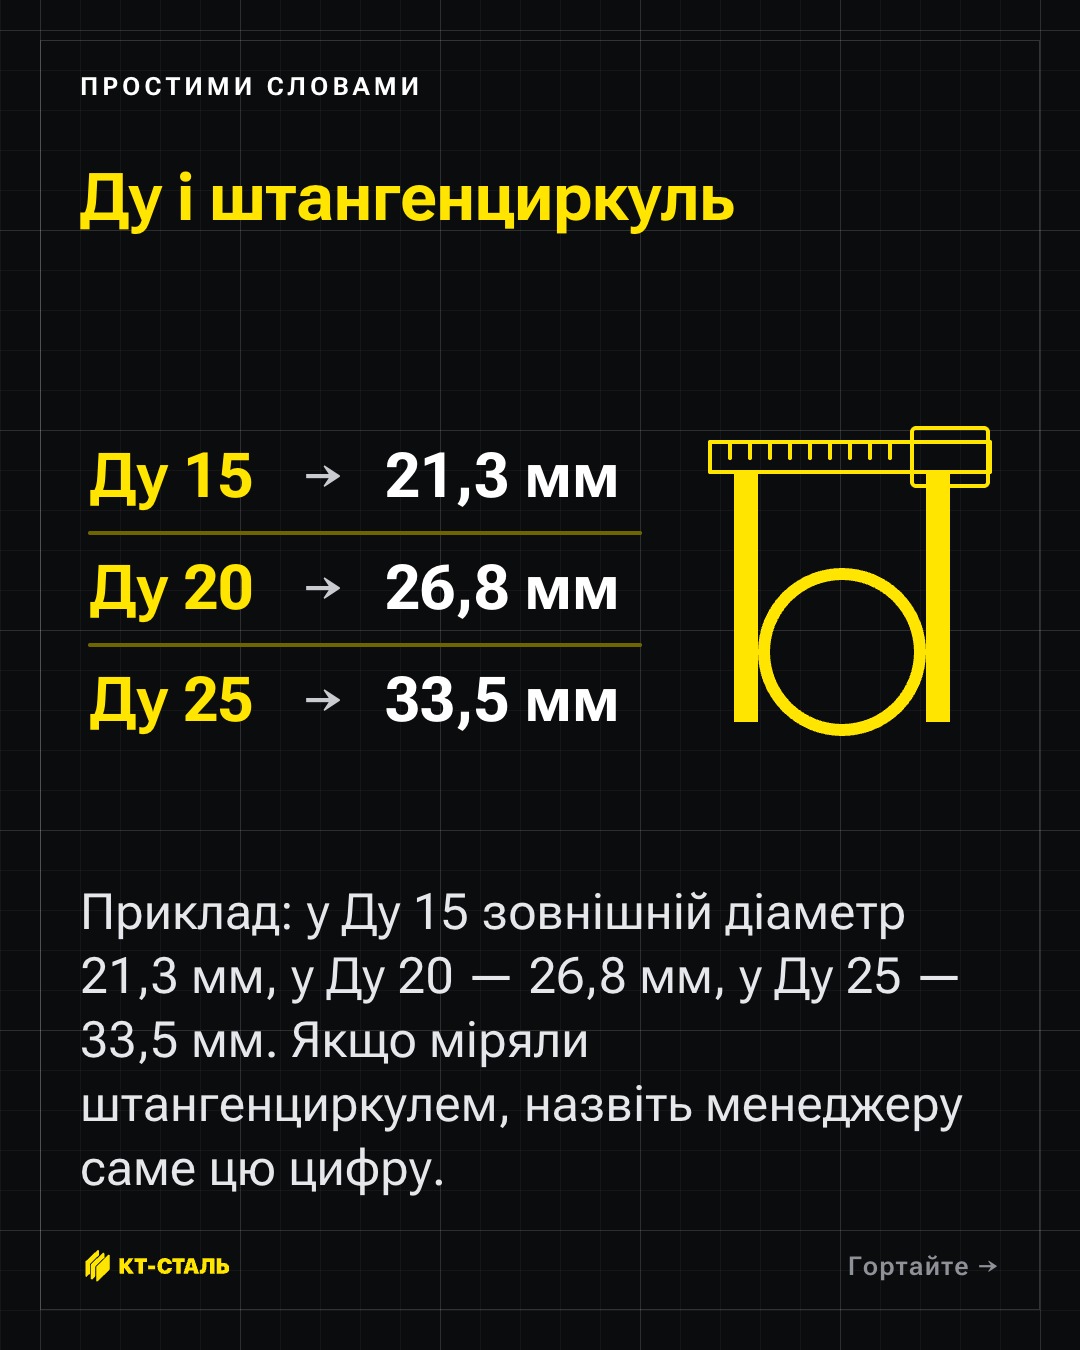 ПРОСТИМИ СЛОВАМИ
Ду і штангенциркуль
Ду 15 → 21,3 мм
Ду 20 → 26,8 мм
Ду 25 → 33,5 мм
Приклад: у Ду 15 зовнішній діаметр
21,3 мм, у Ду 20 — 26,8 мм, у Ду 25 —
33,5 мм. Якщо міряли
штангенциркулем, назвіть менеджеру
саме цю цифру.
КТ-СТАЛЬ
Гортайте →